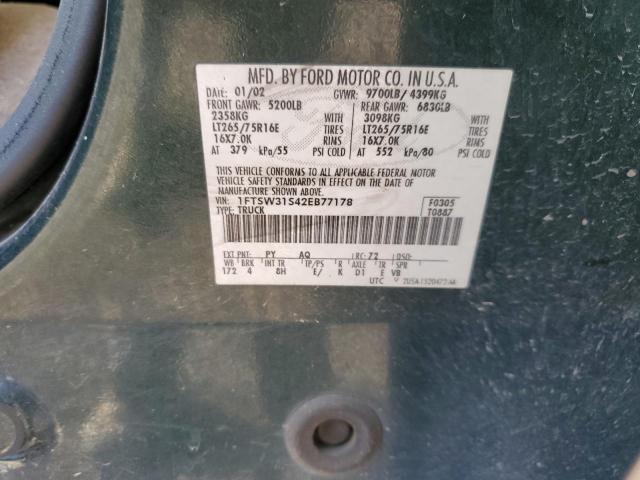 MFD. BY FORD MOTOR CO. IN U.S.A.
DATE: 01/02 GVWR: 9700LB/ 4399KG
FRONT GAWR: 5200LB REAR GAWR: 6830LB
2358KG WITH 3098KG WITH
LT265/75R16E TIRES LT265/75R16E TIRES
16X7.0K RIMS 16X7.0K RIMS
AT 379 kPa/55 PSI COLD AT 552 kPa/80 PSI COLD
THIS VEHICLE CONFORMS TO ALL APPLICABLE FEDERAL MOTOR
VEHICLE SAFETY STANDARDS IN EFFECT ON THE DATE OF
MANUFACTURE SHOWN ABOVE.
VIN: 1FTSW31S42EB77178 F0305
TYPE: TRUCK T0887
EXT PNT: PY AQ RC: 72 DSO:
WB BRK INT TR TP/PS R AXLE TR SPR
172 4 8H E/ K D1 E VB
UTC